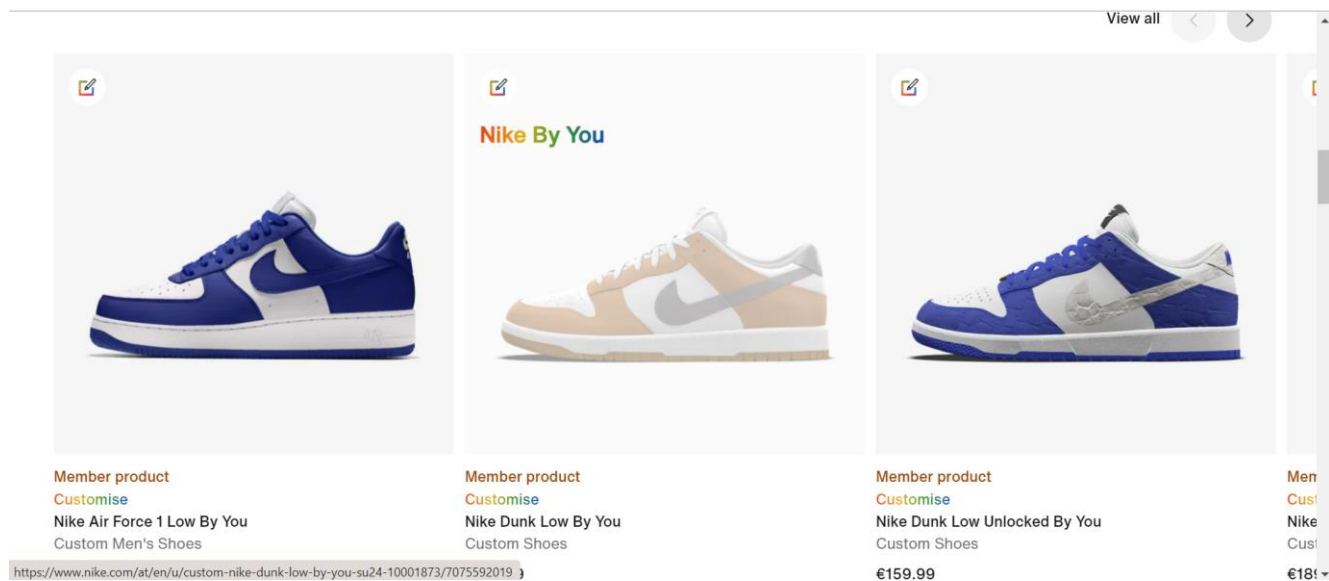 View all
Nike By You
Member product
Customise
Nike Air Force 1 Low By You
Custom Men's Shoes
Member product
Customise
Nike Dunk Low By You
Custom Shoes
Member product
Customise
Nike Dunk Low Unlocked By You
Custom Shoes
€159.99
Nike
https://www.nike.com/at/en/u/custom-nike-dunk-low-by-you-su24-10001873/7075592019